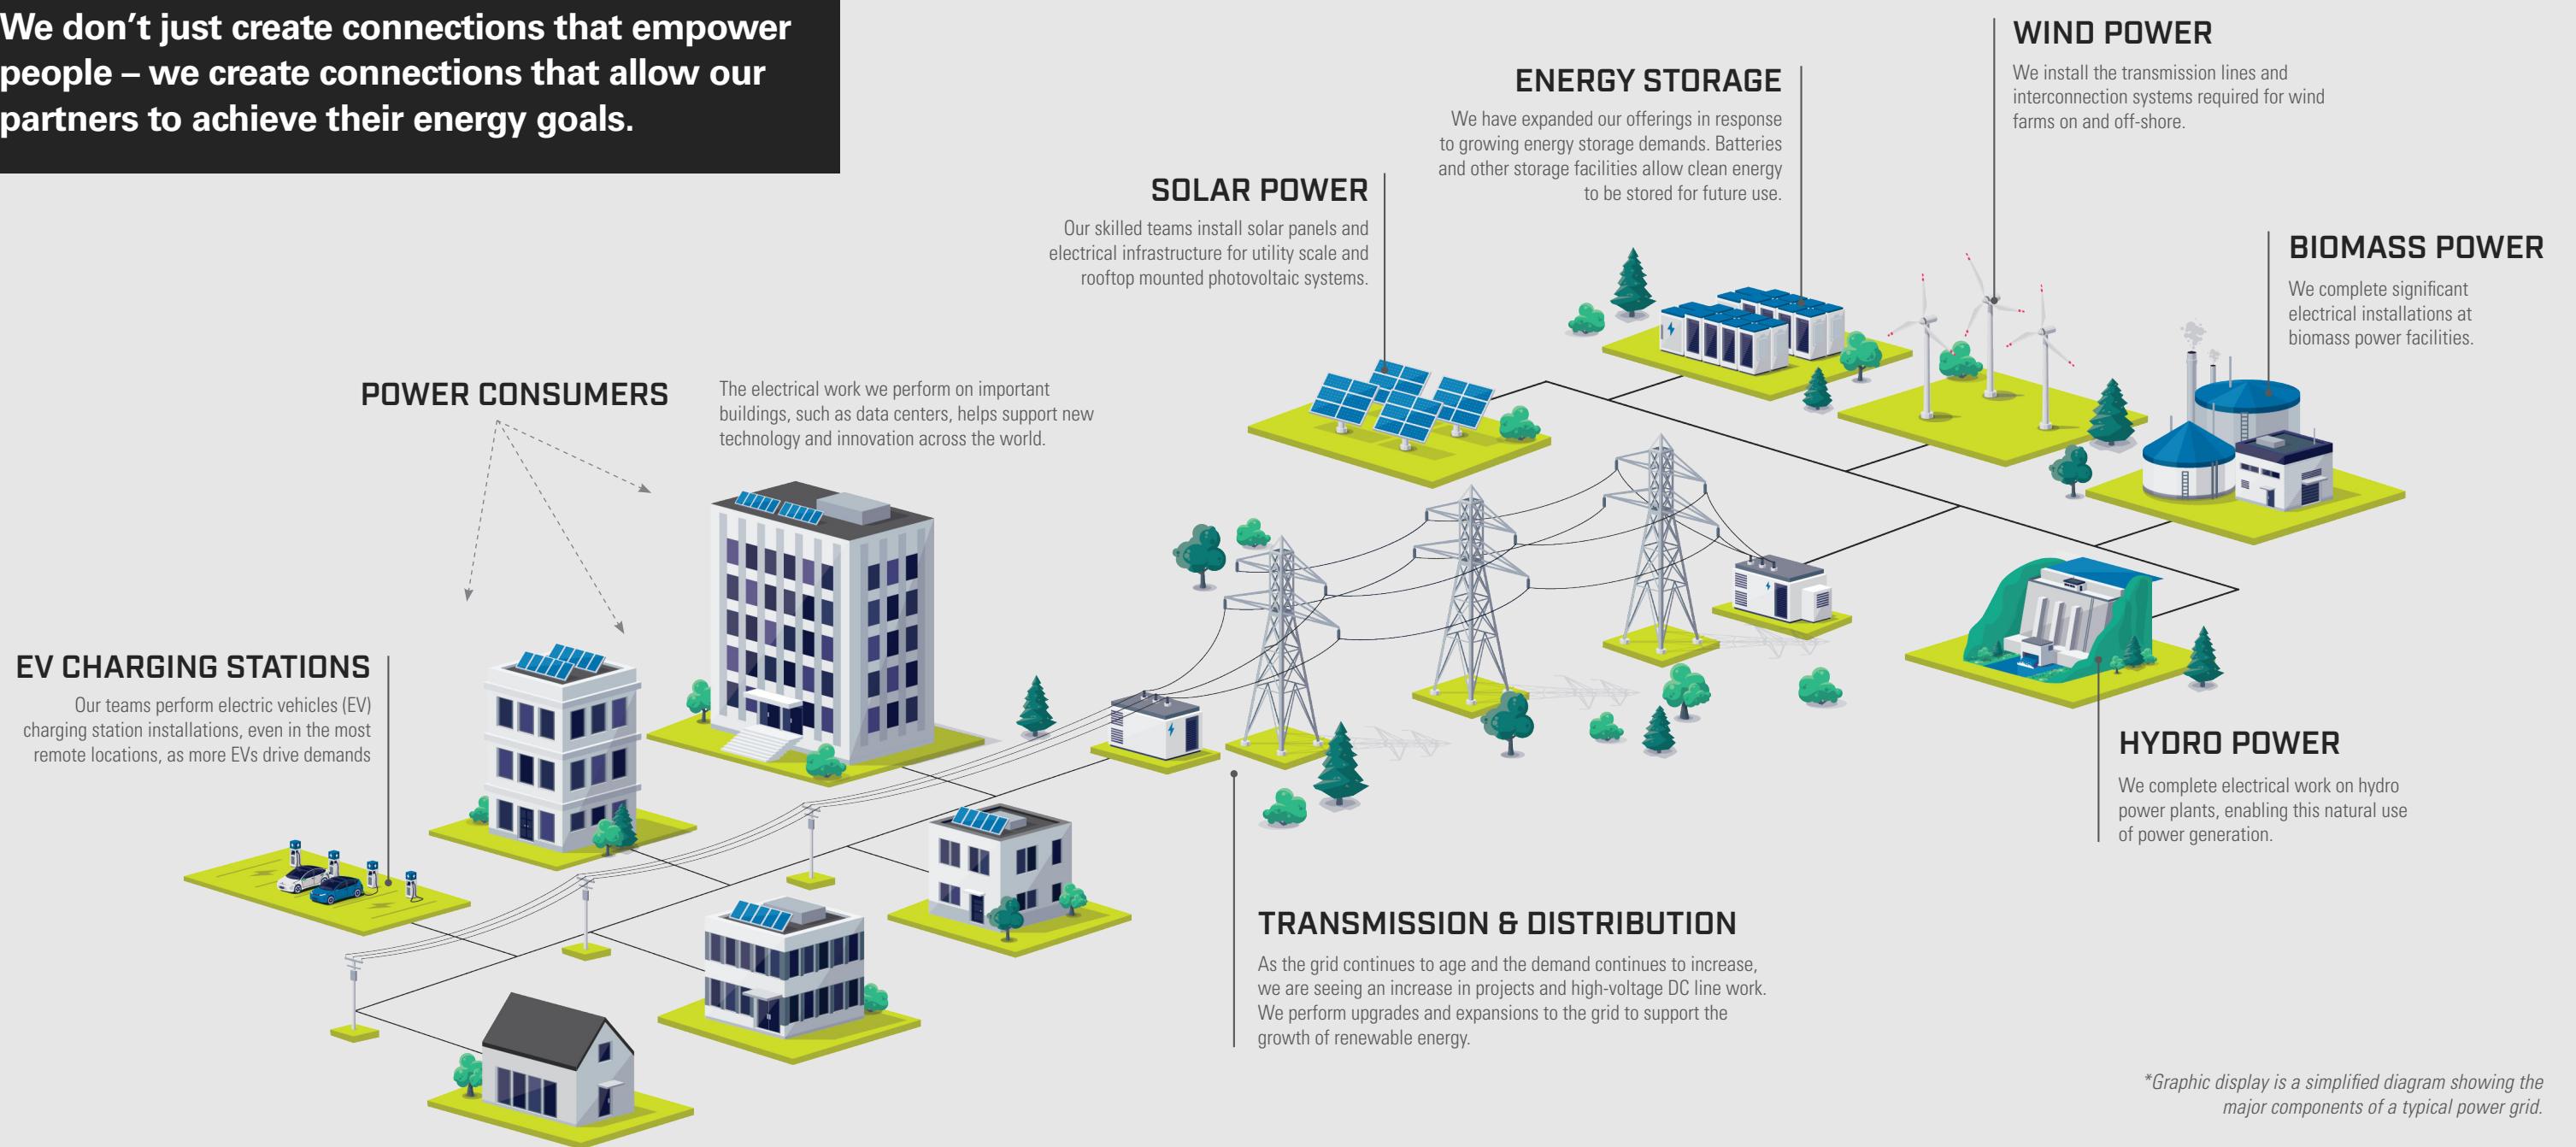 We don’t just create connections that empower
people – we create connections that allow our
partners to achieve their energy goals.
WIND POWER
We install the transmission lines and
interconnection systems required for wind
farms on and off-shore.
ENERGY STORAGE
We have expanded our offerings in response
to growing energy storage demands. Batteries
and other storage facilities allow clean energy
to be stored for future use.
SOLAR POWER
Our skilled teams install solar panels and
electrical infrastructure for utility scale and
rooftop mounted photovoltaic systems.
BIOMASS POWER
We complete significant
electrical installations at
biomass power facilities.
POWER CONSUMERS
The electrical work we perform on important
buildings, such as data centers, helps support new
technology and innovation across the world.
EV CHARGING STATIONS
Our teams perform electric vehicles (EV)
charging station installations, even in the most
remote locations, as more EVs drive demands
HYDRO POWER
We complete electrical work on hydro
power plants, enabling this natural use
of power generation.
TRANSMISSION & DISTRIBUTION
As the grid continues to age and the demand continues to increase,
we are seeing an increase in projects and high-voltage DC line work.
We perform upgrades and expansions to the grid to support the
growth of renewable energy.
*Graphic display is a simplified diagram showing the
major components of a typical power grid.